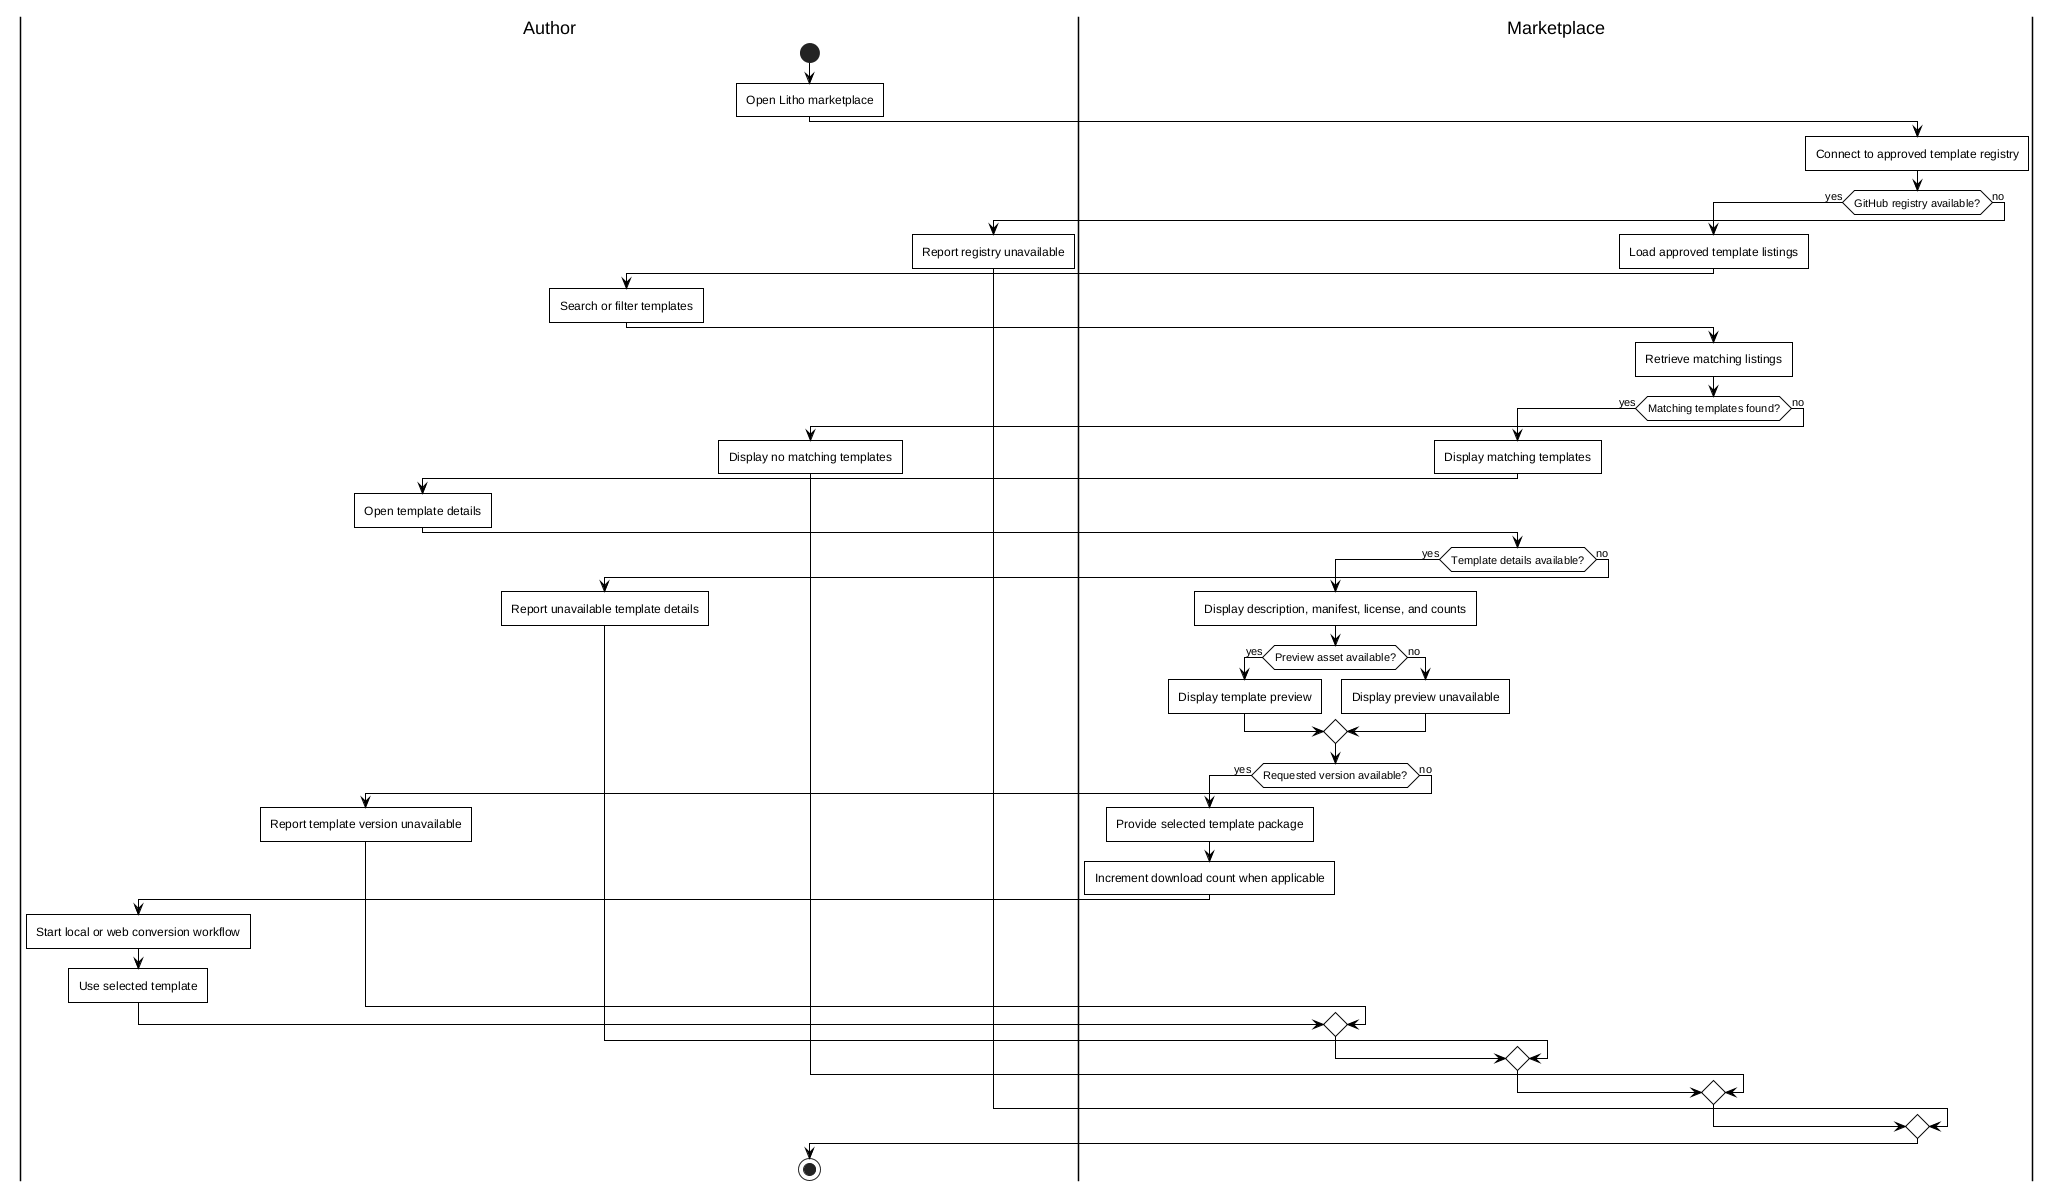 Author
Marketplace
Open Litho marketplace
Connect to approved template registry
yes
GitHub registry available?
no
Report registry unavailable
Load approved template listings
Search or filter templates
Retrieve matching listings
yes
Matching templates found?
no
Display no matching templates
Display matching templates
Open template details
yes
Template details available?
no
Report unavailable template details
Display description, manifest, license, and counts
yes
Preview asset available?
no
Display template preview
Display preview unavailable
yes
Requested version available?
no
Report template version unavailable
Provide selected template package
Increment download count when applicable
Start local or web conversion workflow
Use selected template